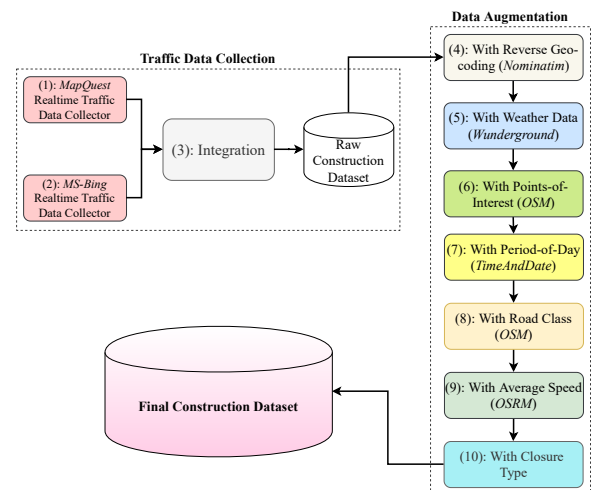 Data Augmentation
Traffic Data Collection
(1): MapQuest
Realtime Traffic
Data Collector
(2): MS-Bing
Realtime Traffic
Data Collector
(3): Integration
Raw
Construction
Dataset
(4): With Reverse Geo-
coding (Nominatim)
(5): With Weather Data
(Wunderground)
(6): With Points-of-
Interest (OSM)
(7): With Period-of-Day
(TimeAndDate)
(8): With Road Class
(OSM)
(9): With Average Speed
(OSRM)
(10): With Closure
Type
Final Construction Dataset